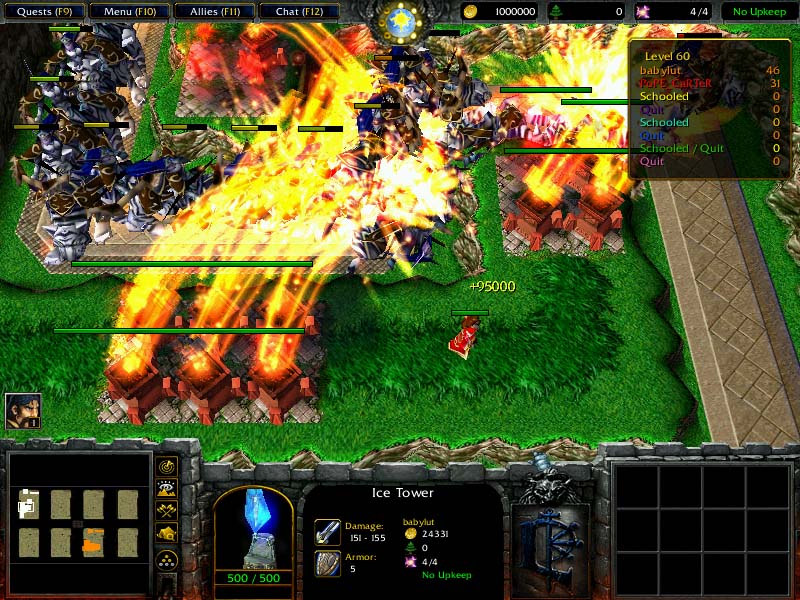 Quests (F9) Menu (F10) Allies (F11) Chat (F12) 1000000 0 4/4 No Upkeep
Level 60
babylut 46
PoPE_CaRTeR 31
Schooled 0
Quit 0
Schooled 0
Quit 0
Schooled / Quit 0
Quit 0
+95000
1
Ice Tower
Damage:
151 - 155
Armor:
5
babylut
24331
0
4/4
No Upkeep
500 / 500